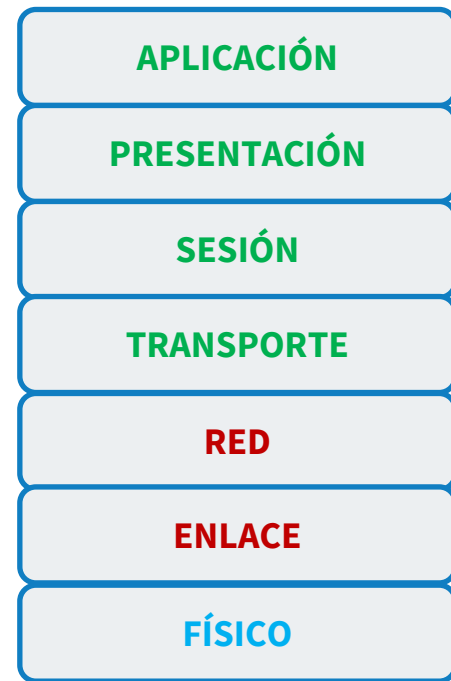 APLICACIÓN
PRESENTACIÓN
SESIÓN
TRANSPORTE
RED
ENLACE
FÍSICO